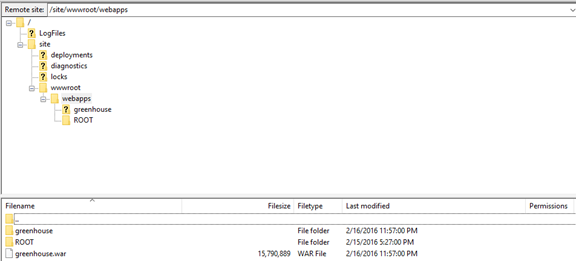 Remote site: /site/wwwroot/webapps
/
? LogFiles
site
? deployments
? diagnostics
? locks
wwwroot
webapps
? greenhouse
ROOT
Filename Filesize Filetype Last modified Permissions
..
greenhouse File folder 2/16/2016 11:57:00 PM
ROOT File folder 2/15/2016 5:27:00 PM
greenhouse.war 15,790,889 WAR File 2/16/2016 11:57:00 PM